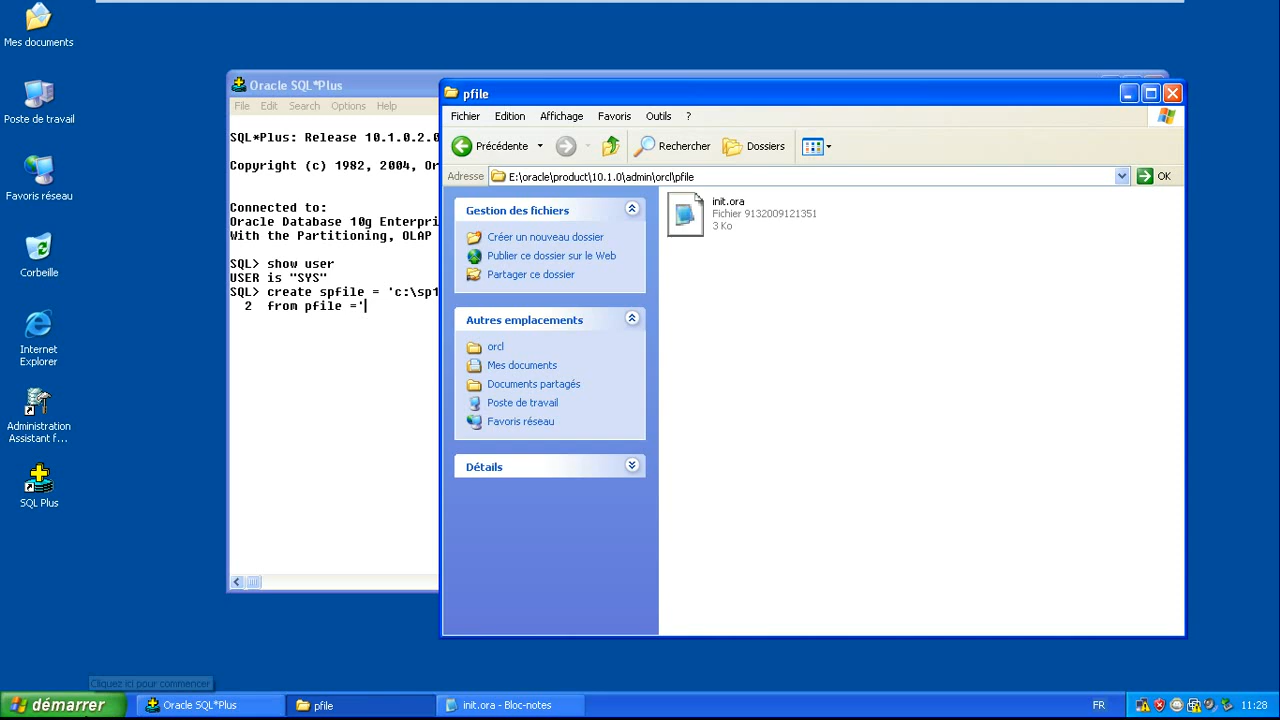 Mes documents
Poste de travail
Favoris réseau
Corbeille
Internet
Explorer
Administration
Assistant f...
SQL Plus
Oracle SQL*Plus
File Edit Search Options Help
SQL*Plus: Release 10.1.0.2.0
Copyright (c) 1982, 2004, Or
Connected to:
Oracle Database 10g Enterpri
With the Partitioning, OLAP
SQL> show user
USER is "SYS"
SQL> create spfile = 'c:\sp1
2 from pfile ='
pfile
Fichier Edition Affichage Favoris Outils ?
Précédente Rechercher Dossiers
Adresse E:\oracle\product\10.1.0\admin\orcl\pfile OK
Gestion des fichiers
Créer un nouveau dossier
Publier ce dossier sur le Web
Partager ce dossier
Autres emplacements
orcl
Mes documents
Documents partagés
Poste de travail
Favoris réseau
Détails
init.ora
Fichier 9132009121351
3 Ko
Cliquez ici pour commencer
démarrer Oracle SQL*Plus pfile init.ora - Bloc-notes FR 11:28